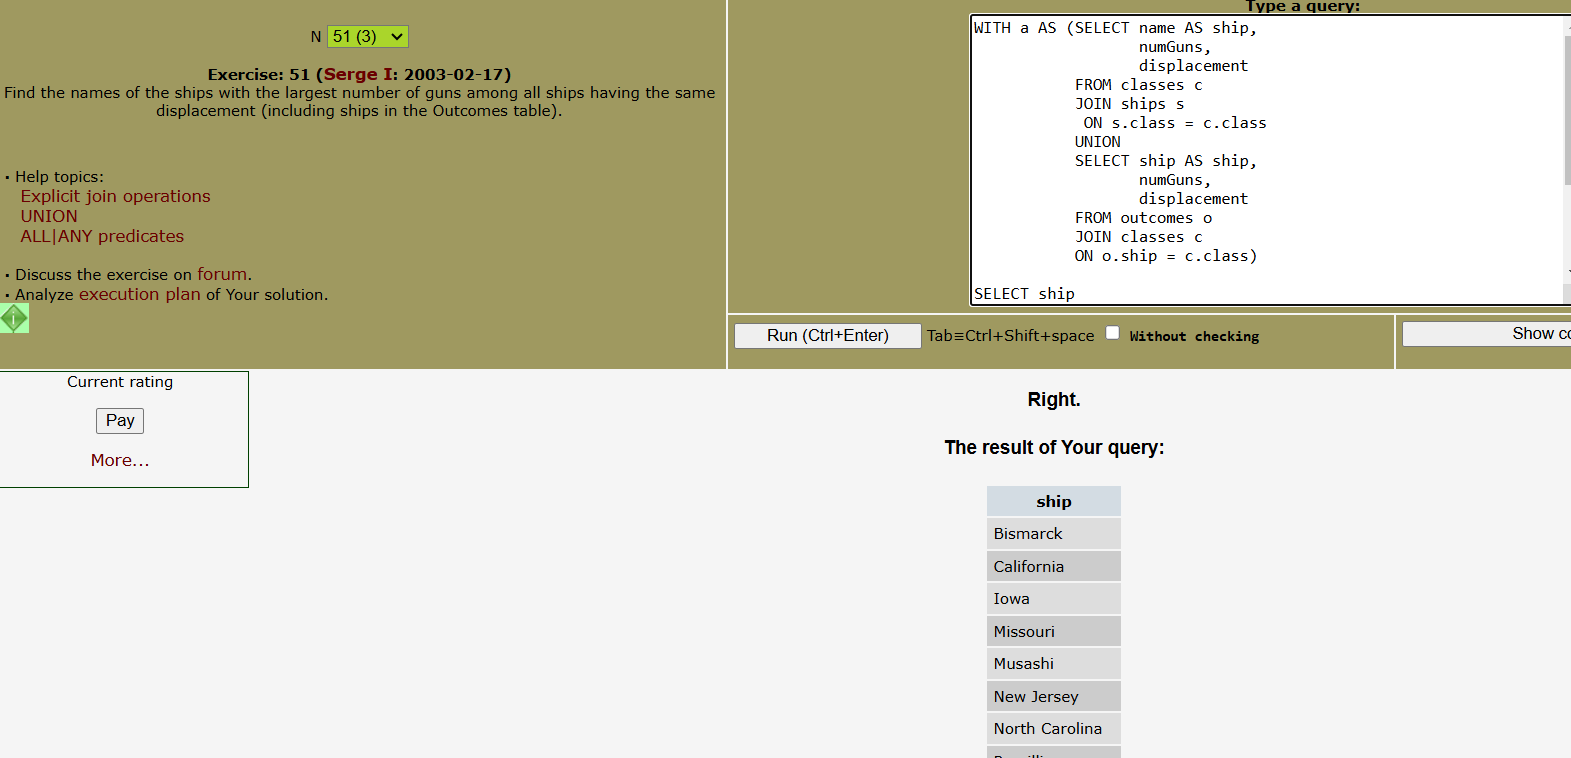 N 51 (3)
Exercise: 51 (Serge I: 2003-02-17)
Find the names of the ships with the largest number of guns among all ships having the same
displacement (including ships in the Outcomes table).
• Help topics:
Explicit join operations
UNION
ALL|ANY predicates
• Discuss the exercise on forum.
• Analyze execution plan of Your solution.
Type a query:
WITH a AS (SELECT name AS ship,
numGuns,
displacement
FROM classes c
JOIN ships s
ON s.class = c.class
UNION
SELECT ship AS ship,
numGuns,
displacement
FROM outcomes o
JOIN classes c
ON o.ship = c.class)
SELECT ship
Run (Ctrl+Enter) Tab≡Ctrl+Shift+space Without checking
Show
Current rating
Pay
More...
Right.
The result of Your query:
ship
Bismarck
California
Iowa
Missouri
Musashi
New Jersey
North Carolina